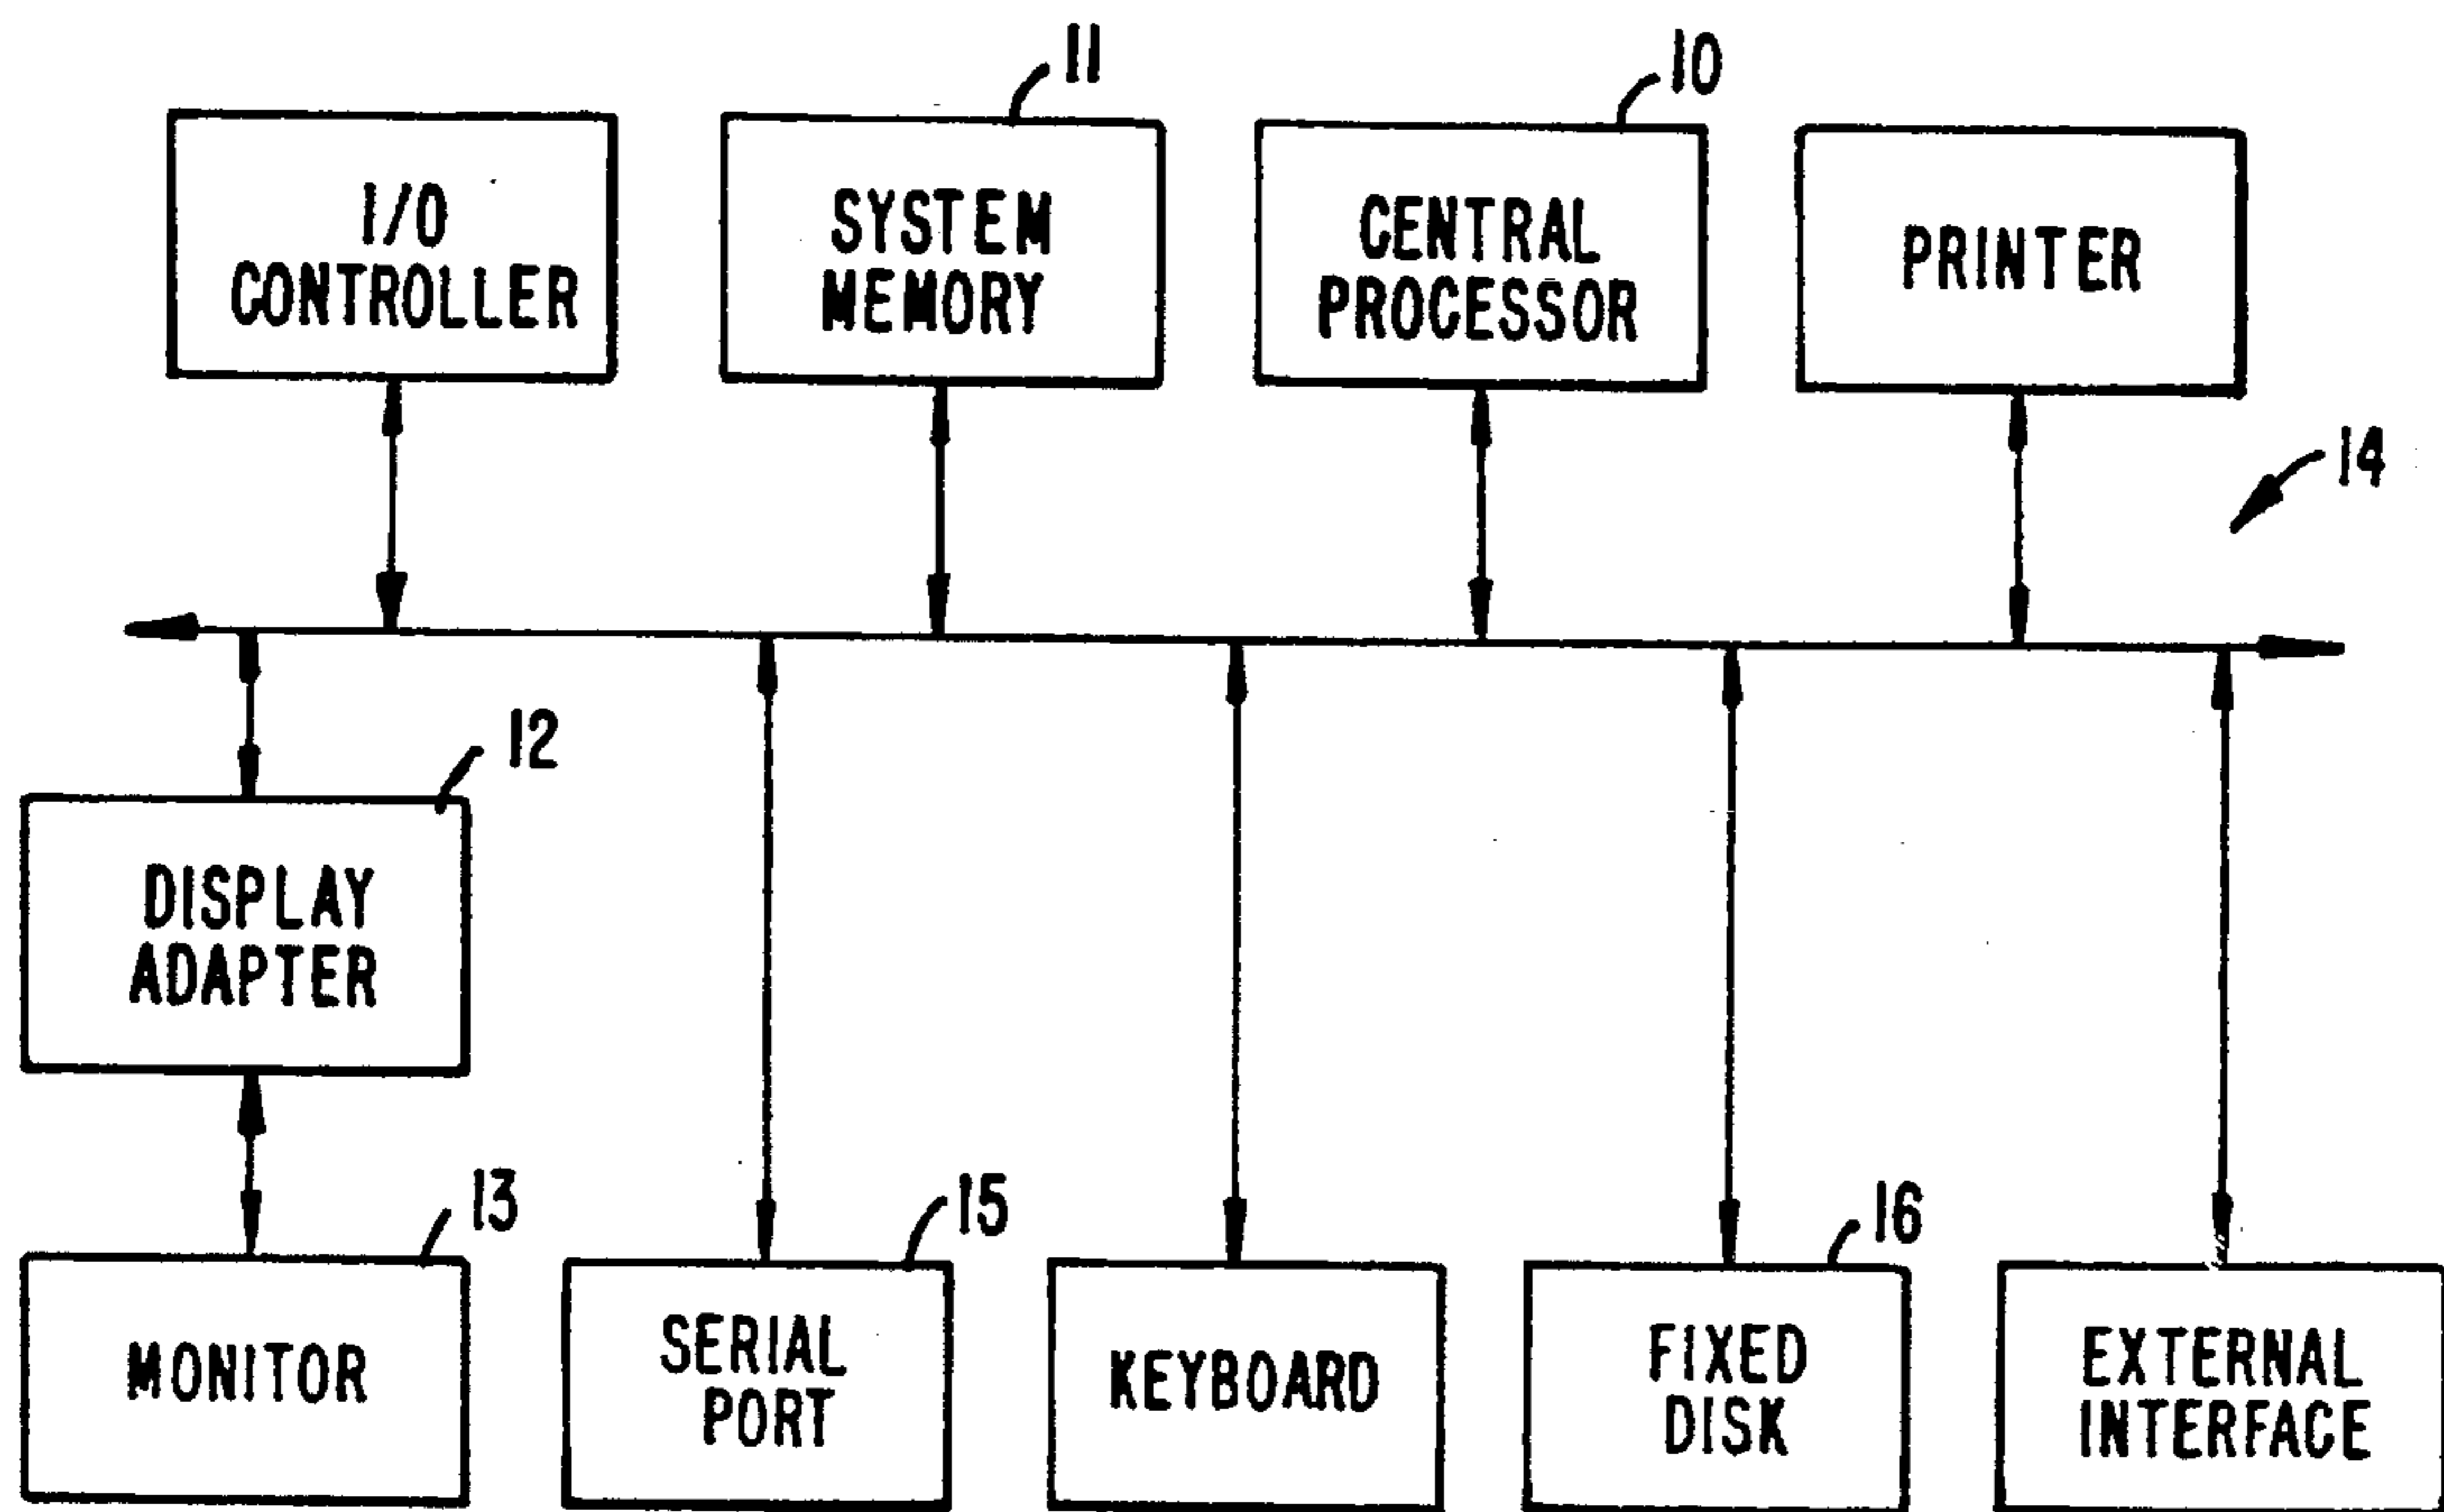 11
10
I/O
CONTROLLER
SYSTEM
MEMORY
CENTRAL
PROCESSOR
PRINTER
14
12
DISPLAY
ADAPTER
13
15
16
MONITOR
SERIAL
PORT
KEYBOARD
FIXED
DISK
EXTERNAL
INTERFACE